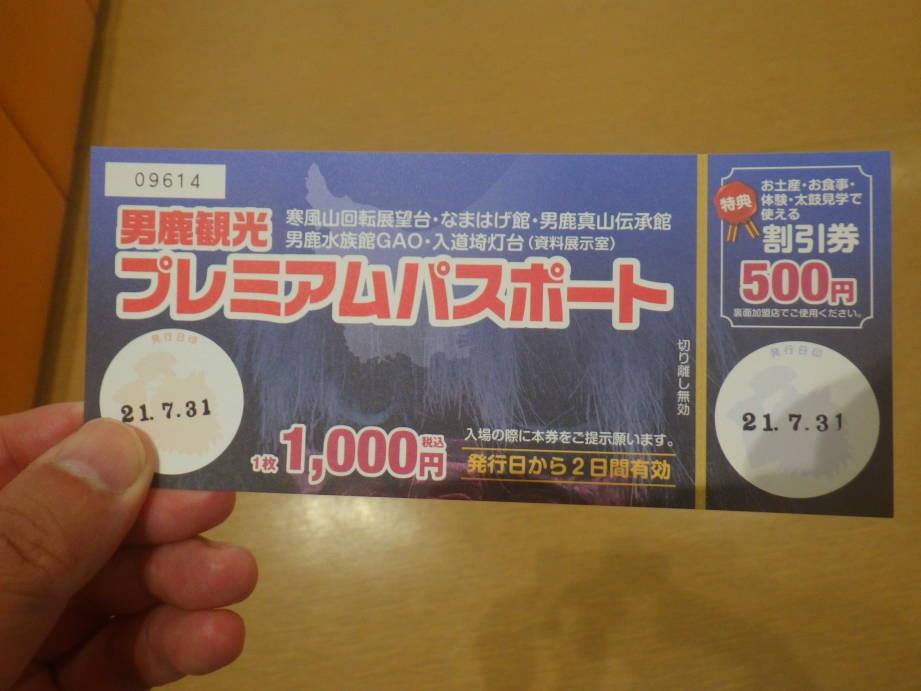 09614
男鹿観光
寒風山回転展望台・なまはげ館・男鹿真山伝承館
男鹿水族館GAO・入道埼灯台(資料展示室)
プレミアムパスポート
発行日印
21.7.31
切り離し無効
1枚1,000円税込
入場の際に本券をご提示願います。
発行日から2日間有効
特典
お土産・お食事・
体験・太鼓見学で
使える
割引券
500円
裏面加盟店でご使用ください。
発行日印
21.7.31